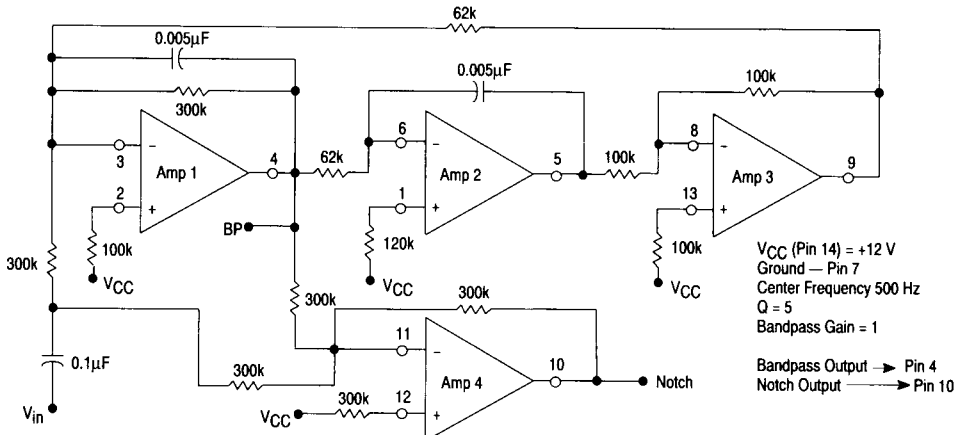 62k
0.005µF
300k
0.005µF
100k
3
2
Amp 1
4
62k
6
1
Amp 2
5
100k
8
13
Amp 3
9
100k
VCC
BP
120k
VCC
100k
VCC
300k
300k
300k
11
12
Amp 4
10
Notch
300k
0.1µF
Vin
VCC
300k
VCC (Pin 14) = +12 V
Ground — Pin 7
Center Frequency 500 Hz
Q = 5
Bandpass Gain = 1
Bandpass Output → Pin 4
Notch Output → Pin 10